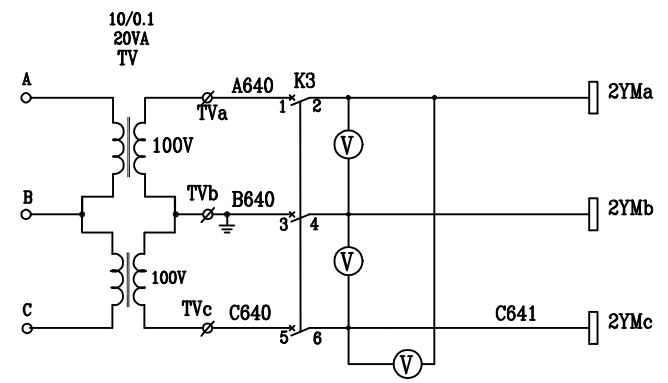 10/0.1
20VA
TV
A
A640
K3
TVa
1
2
2YMa
100V
V
B
TVb
B640
3
4
2YMb
100V
V
C
TVc
C640
5
6
C641
2YMc
V